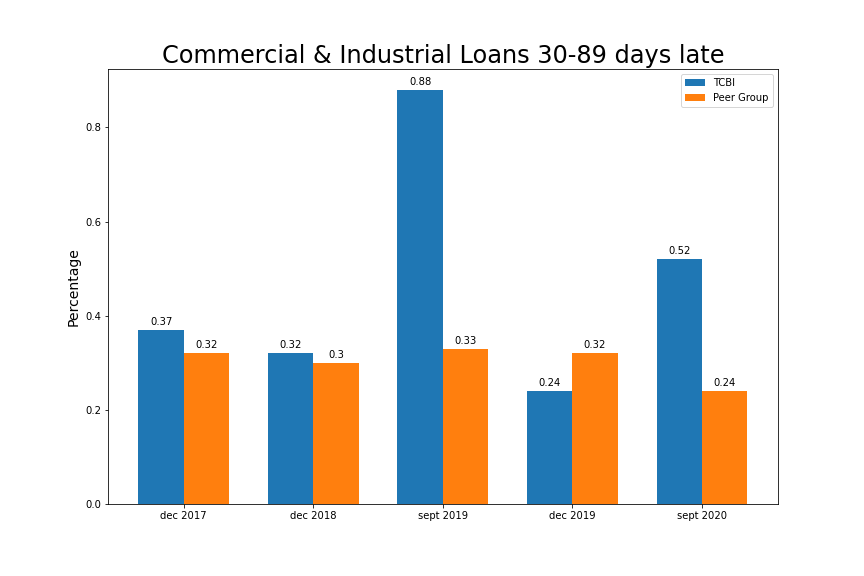 Commercial & Industrial Loans 30-89 days late
TCBI
Peer Group
Percentage
0.8
0.6
0.4
0.2
0.0
0.37
0.32
0.32
0.3
0.88
0.33
0.24
0.32
0.52
0.24
dec 2017
dec 2018
sept 2019
dec 2019
sept 2020